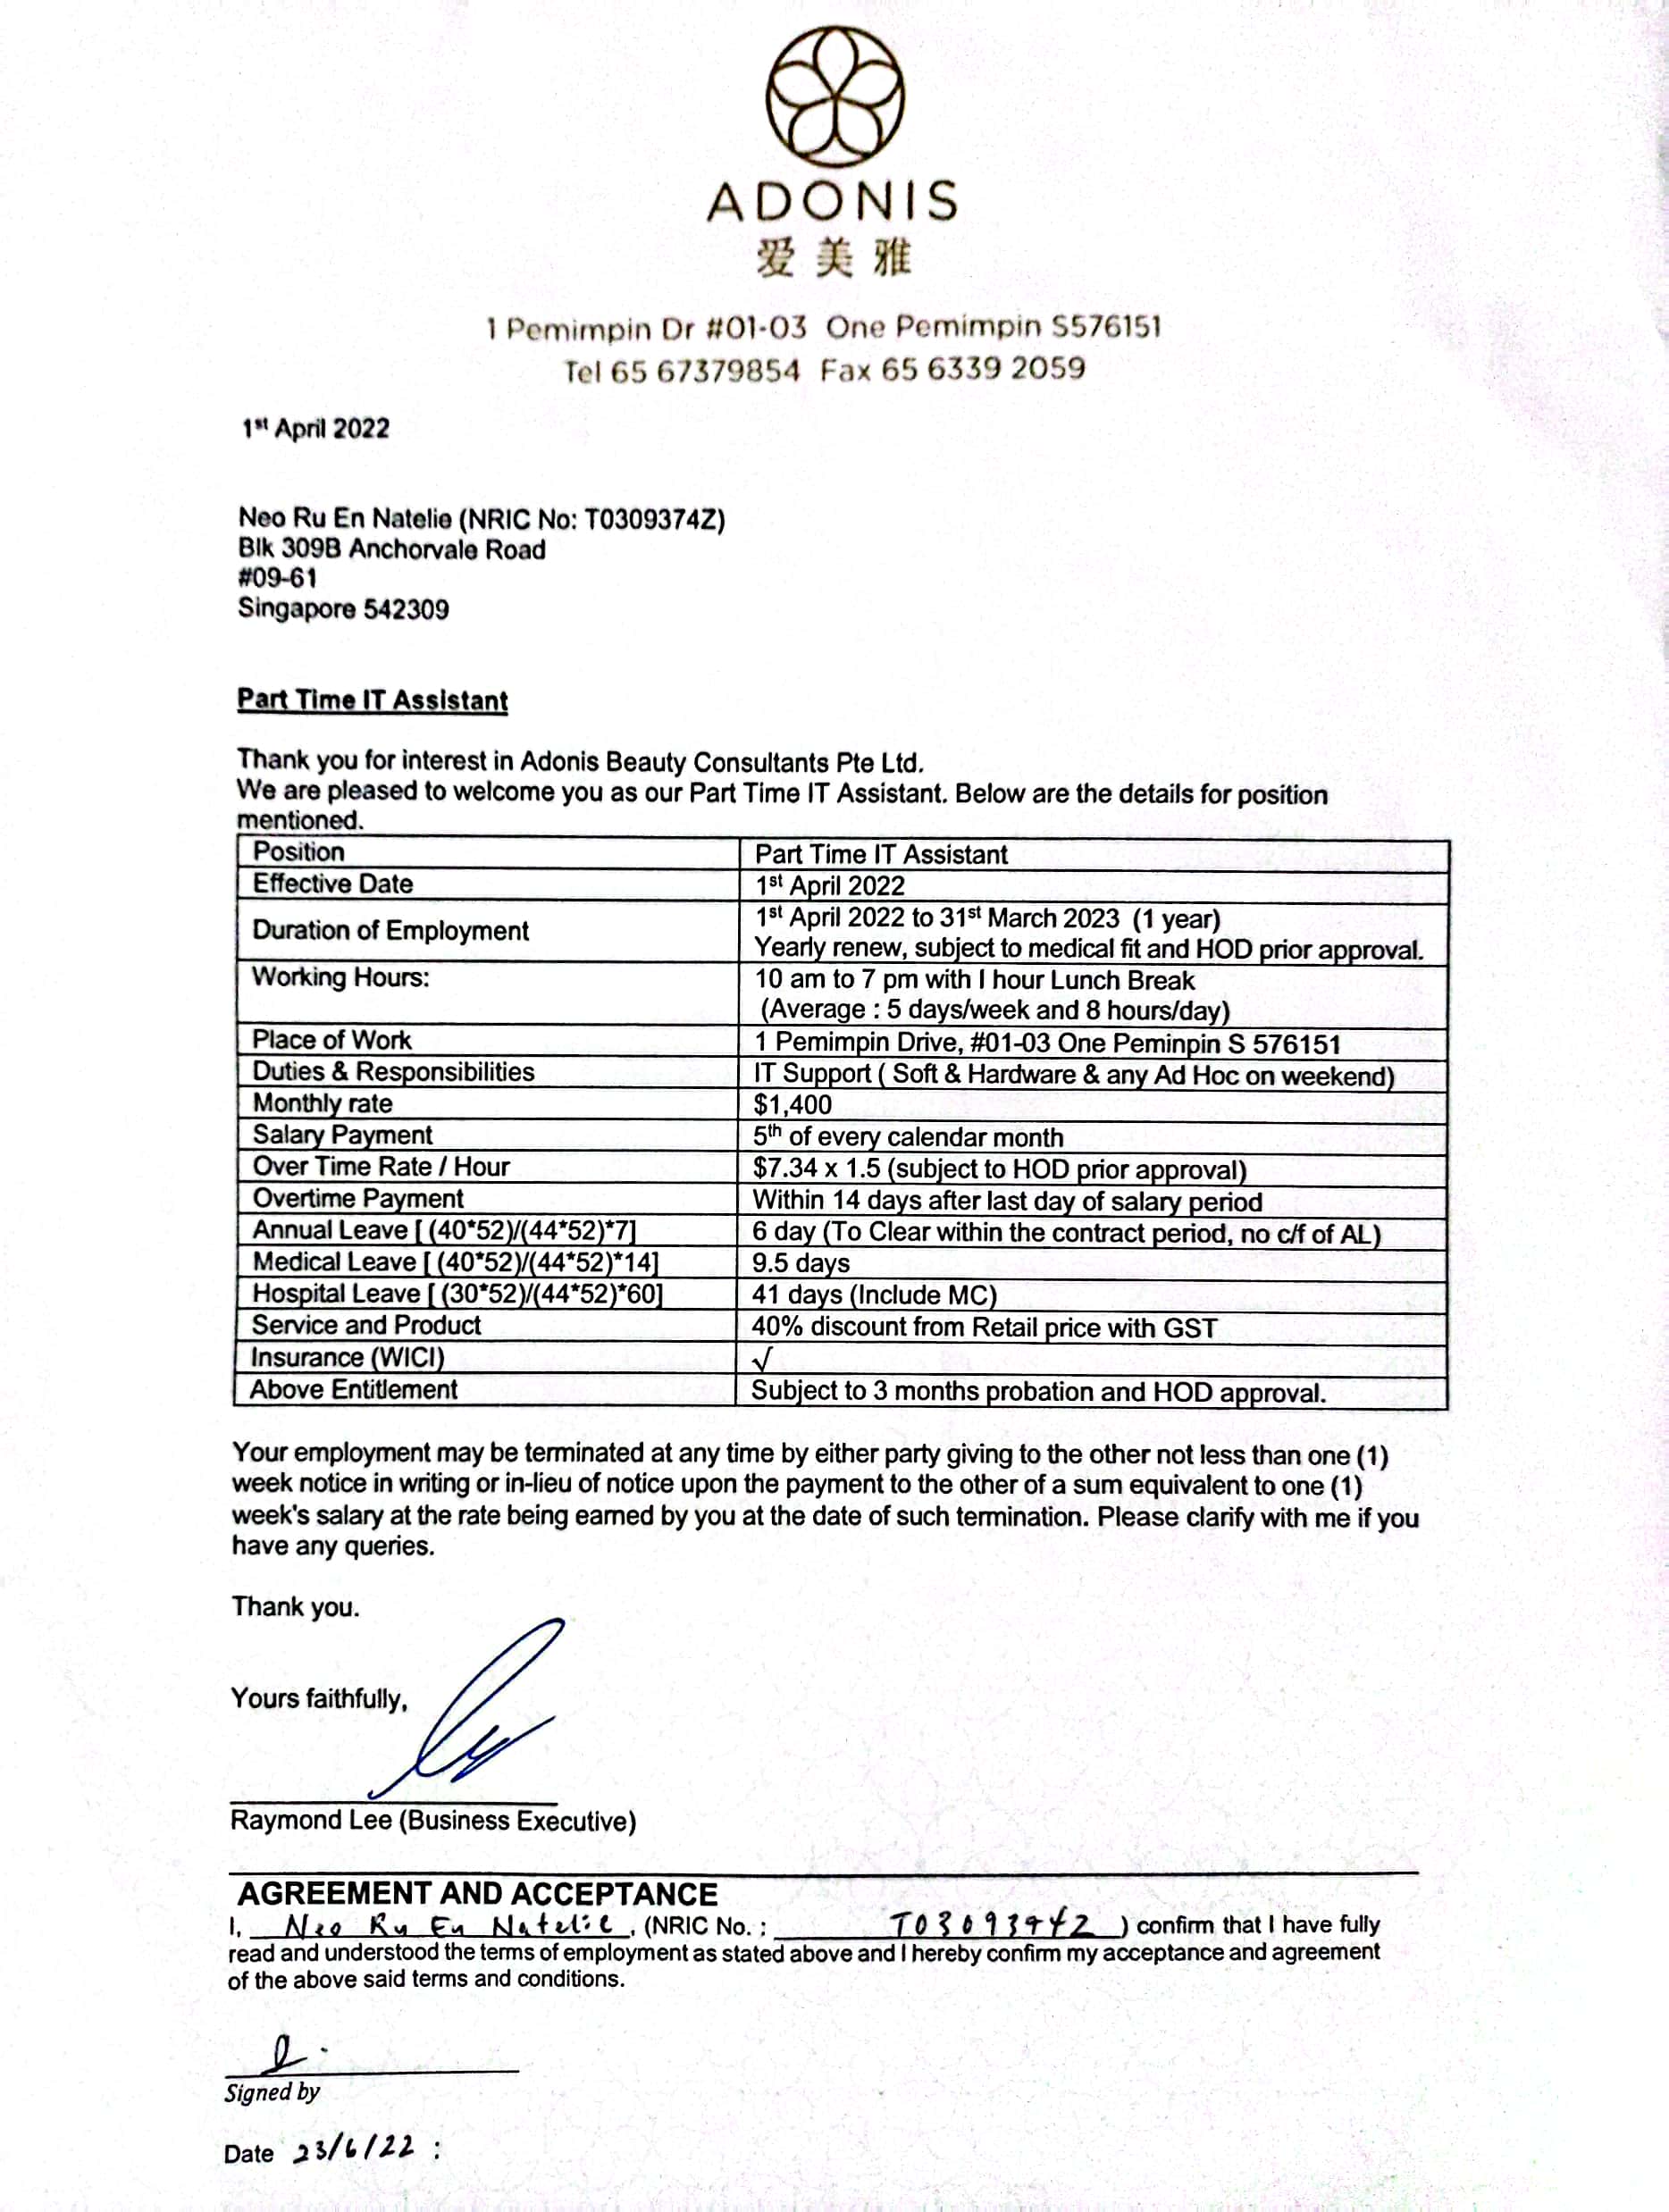 ADONIS
爱美雅
1 Pemimpin Dr #01-03 One Pemimpin S576151
Tel 65 67379854 Fax 65 6339 2059
1st April 2022
Neo Ru En Natelie (NRIC No: T0309374Z)
Blk 309B Anchorvale Road
#09-61
Singapore 542309
Part Time IT Assistant
Thank you for interest in Adonis Beauty Consultants Pte Ltd.
We are pleased to welcome you as our Part Time IT Assistant. Below are the details for position
mentioned.
Position Part Time IT Assistant
Effective Date 1st April 2022
Duration of Employment 1st April 2022 to 31st March 2023 (1 year)
Yearly renew, subject to medical fit and HOD prior approval.
Working Hours: 10 am to 7 pm with I hour Lunch Break
(Average : 5 days/week and 8 hours/day)
Place of Work 1 Pemimpin Drive, #01-03 One Peminpin S 576151
Duties & Responsibilities IT Support ( Soft & Hardware & any Ad Hoc on weekend)
Monthly rate $1,400
Salary Payment 5th of every calendar month
Over Time Rate / Hour $7.34 x 1.5 (subject to HOD prior approval)
Overtime Payment Within 14 days after last day of salary period
Annual Leave [ (40*52)/(44*52)*7] 6 day (To Clear within the contract period, no c/f of AL)
Medical Leave [ (40*52)/(44*52)*14] 9.5 days
Hospital Leave [ (30*52)/(44*52)*60] 41 days (Include MC)
Service and Product 40% discount from Retail price with GST
Insurance (WICI) √
Above Entitlement Subject to 3 months probation and HOD approval.
Your employment may be terminated at any time by either party giving to the other not less than one (1)
week notice in writing or in-lieu of notice upon the payment to the other of a sum equivalent to one (1)
week's salary at the rate being earned by you at the date of such termination. Please clarify with me if you
have any queries.
Thank you.
Yours faithfully,
Raymond Lee (Business Executive)
AGREEMENT AND ACCEPTANCE
I, Neo Ru En Natelie, (NRIC No. : T0309374Z ) confirm that I have fully
read and understood the terms of employment as stated above and I hereby confirm my acceptance and agreement
of the above said terms and conditions.
Signed by
Date 23/6/22 :